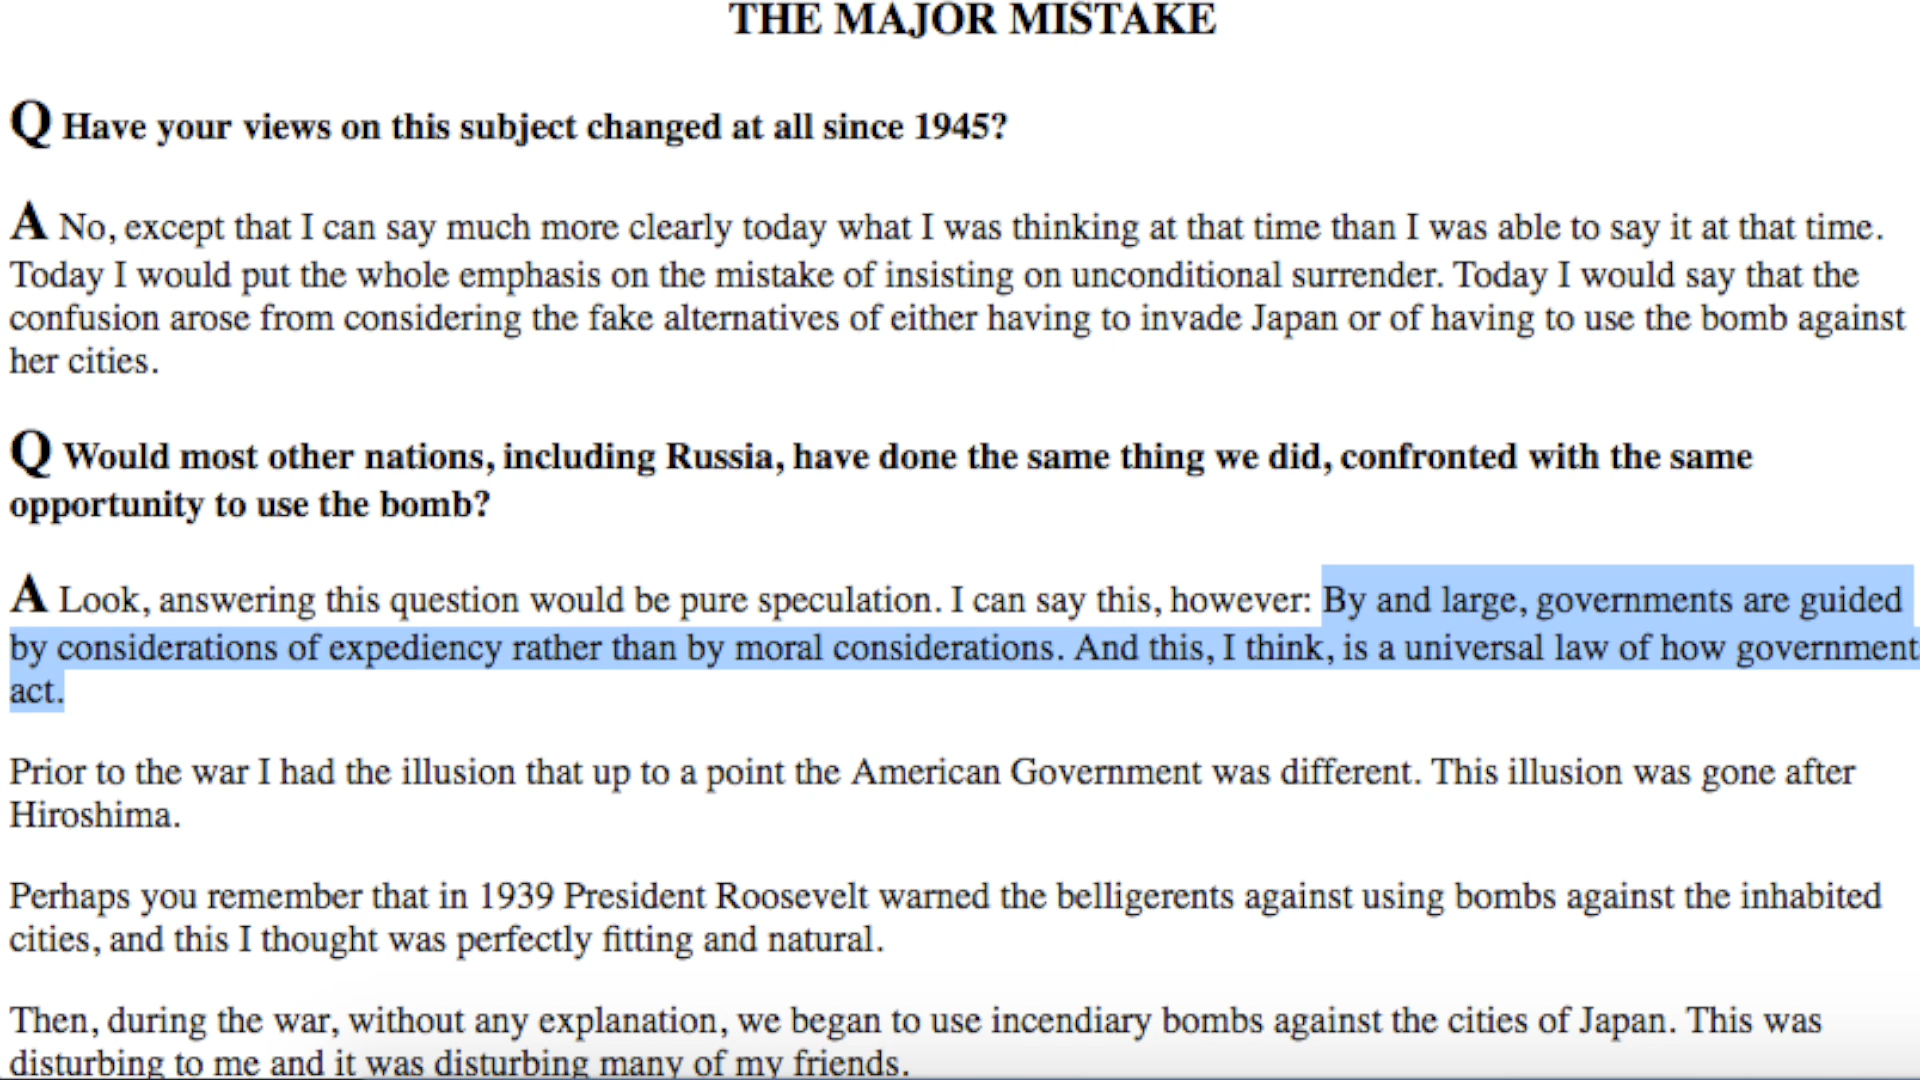 THE MAJOR MISTAKE
Q Have your views on this subject changed at all since 1945?
A No, except that I can say much more clearly today what I was thinking at that time than I was able to say it at that time.
Today I would put the whole emphasis on the mistake of insisting on unconditional surrender. Today I would say that the
confusion arose from considering the fake alternatives of either having to invade Japan or of having to use the bomb against
her cities.
Q Would most other nations, including Russia, have done the same thing we did, confronted with the same
opportunity to use the bomb?
A Look, answering this question would be pure speculation. I can say this, however: By and large, governments are guided
by considerations of expediency rather than by moral considerations. And this, I think, is a universal law of how government
act.
Prior to the war I had the illusion that up to a point the American Government was different. This illusion was gone after
Hiroshima.
Perhaps you remember that in 1939 President Roosevelt warned the belligerents against using bombs against the inhabited
cities, and this I thought was perfectly fitting and natural.
Then, during the war, without any explanation, we began to use incendiary bombs against the cities of Japan. This was
disturbing to me and it was disturbing many of my friends.